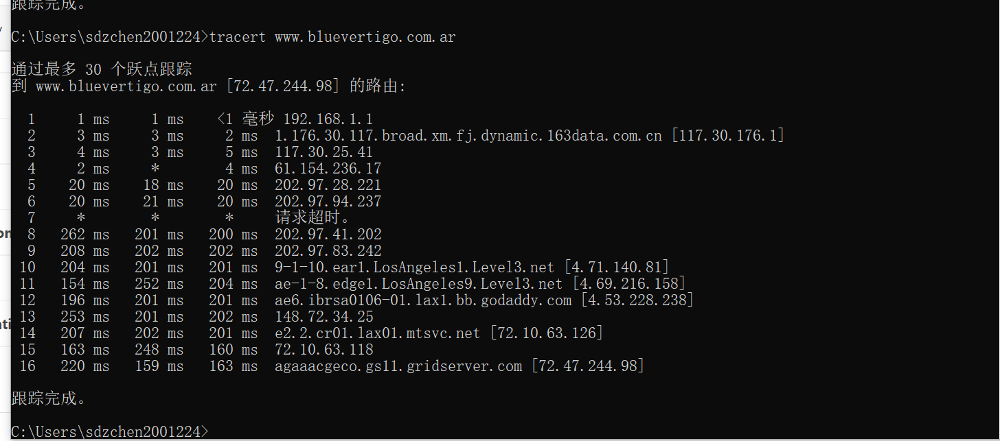 跟踪完成。
C:\Users\sdzchen2001224>tracert www.bluevertigo.com.ar
通过最多 30 个跃点跟踪
到 www.bluevertigo.com.ar [72.47.244.98] 的路由:
1 1 ms 1 ms <1 毫秒 192.168.1.1
2 3 ms 3 ms 2 ms 1.176.30.117.broad.xm.fj.dynamic.163data.com.cn [117.30.176.1]
3 4 ms 3 ms 5 ms 117.30.25.41
4 2 ms * 4 ms 61.154.236.17
5 20 ms 18 ms 20 ms 202.97.28.221
6 20 ms 21 ms 20 ms 202.97.94.237
7 * * * 请求超时。
8 262 ms 201 ms 200 ms 202.97.41.202
9 208 ms 202 ms 202 ms 202.97.83.242
10 204 ms 201 ms 201 ms 9-1-10.ear1.LosAngeles1.Level3.net [4.71.140.81]
11 154 ms 252 ms 204 ms ae-1-8.edge1.LosAngeles9.Level3.net [4.69.216.158]
12 196 ms 201 ms 201 ms ae6.ibrsa0106-01.lax1.bb.godaddy.com [4.53.228.238]
13 253 ms 201 ms 202 ms 148.72.34.25
14 207 ms 202 ms 201 ms e2.2.cr01.lax01.mtsvc.net [72.10.63.126]
15 163 ms 248 ms 160 ms 72.10.63.118
16 220 ms 159 ms 163 ms agaaacgeco.gs11.gridserver.com [72.47.244.98]
跟踪完成。
C:\Users\sdzchen2001224>